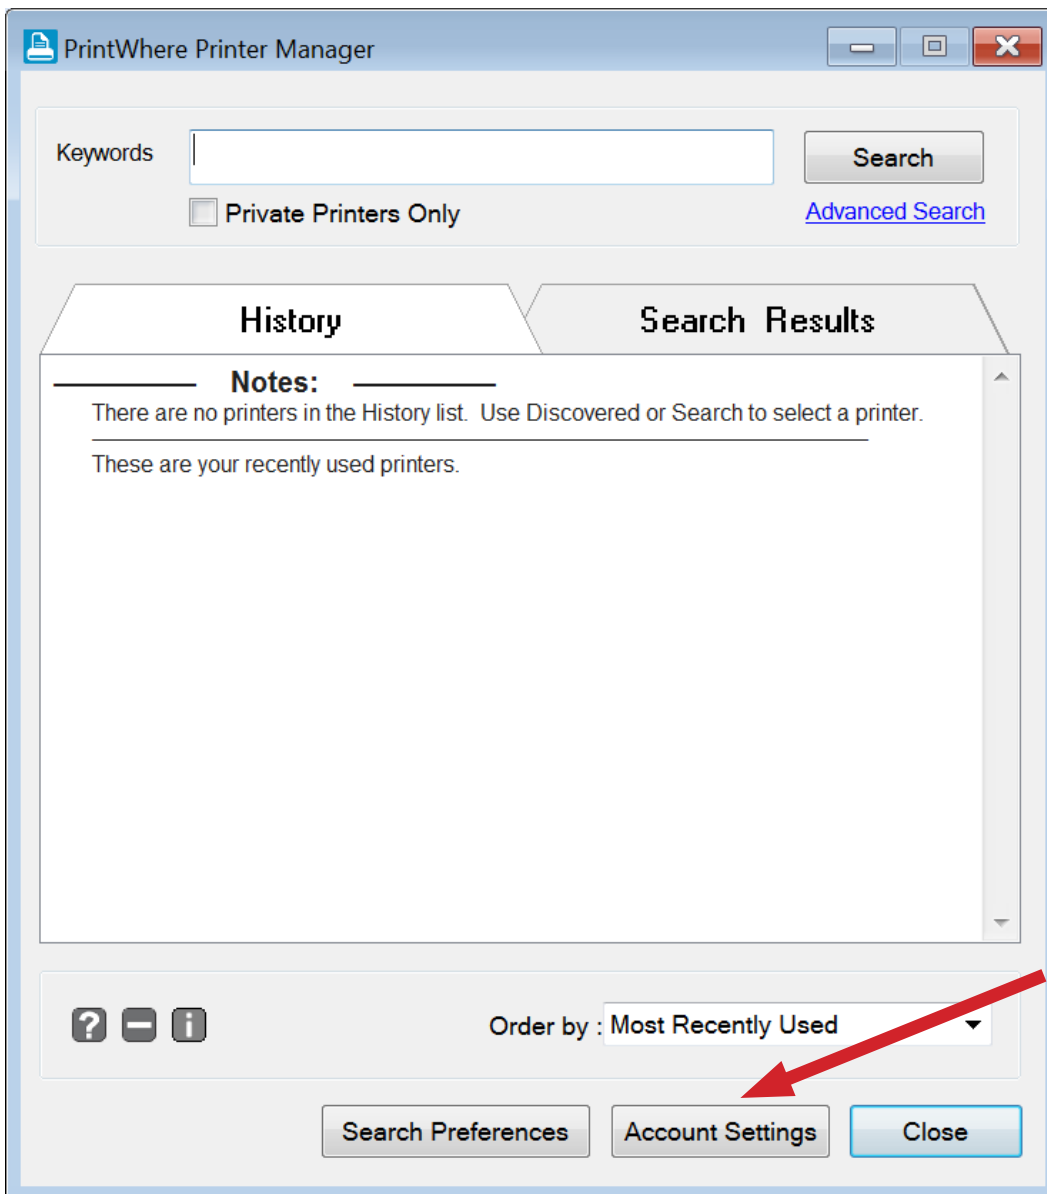 PrintWhere Printer Manager
Keywords
Search
Private Printers Only
Advanced Search
History
Search Results
Notes:
There are no printers in the History list. Use Discovered or Search to select a printer.
These are your recently used printers.
? i
Order by : Most Recently Used
Search Preferences
Account Settings
Close